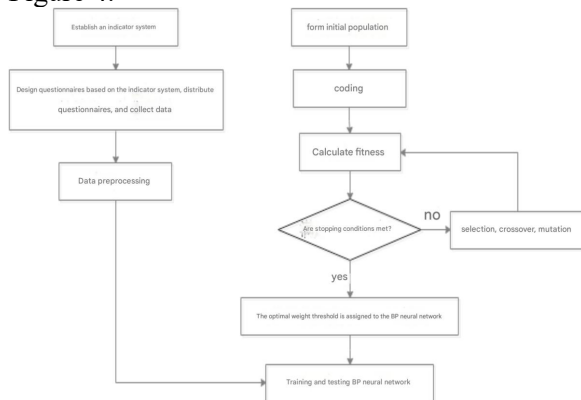 Figure 4.
Establish an indicator system
form initial population
Design questionnaires based on the indicator system, distribute
questionnaires, and collect data
coding
Calculate fitness
Data preprocessing
Are stopping conditions met?
no
selection, crossover, mutation
yes
The optimal weight threshold is assigned to the BP neural network
Training and testing BP neural network